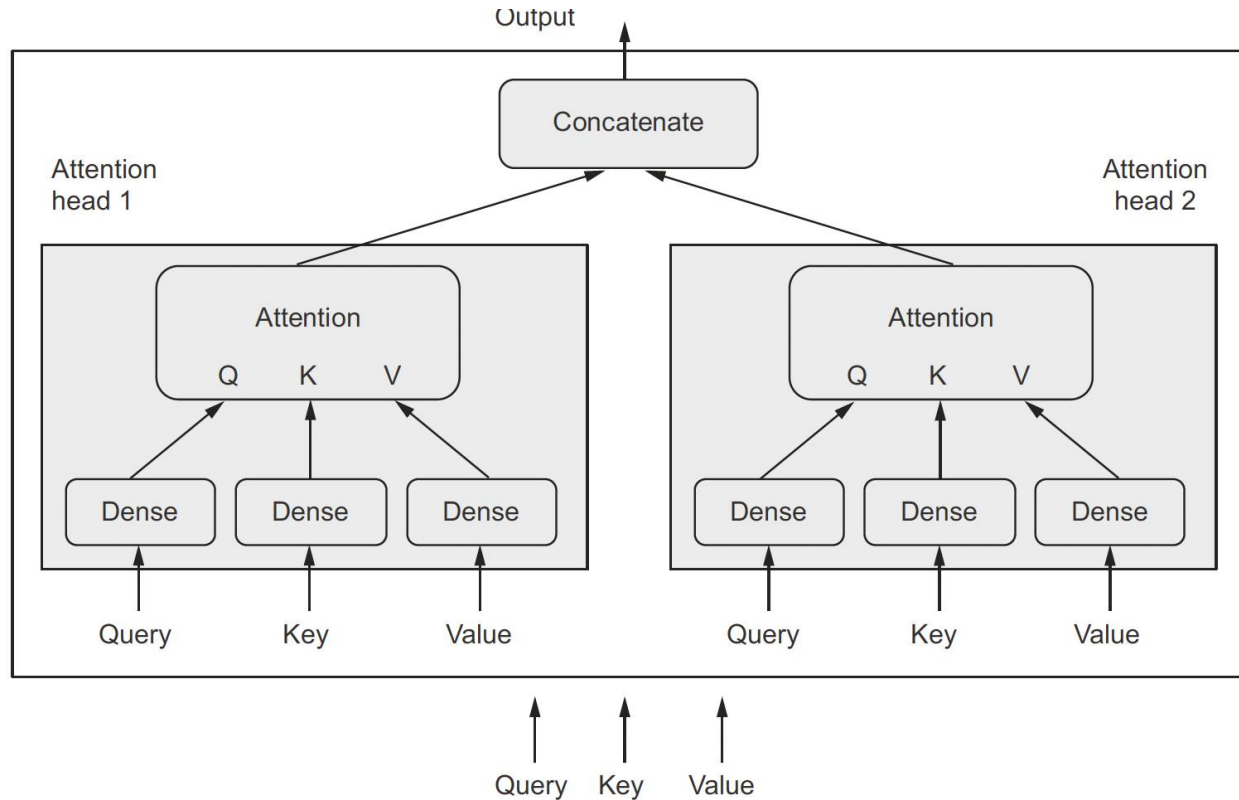 Output
Concatenate
Attention
head 1
Attention
head 2
Attention
Q K V
Dense Dense Dense
Query Key Value
Attention
Q K V
Dense Dense Dense
Query Key Value
Query Key Value